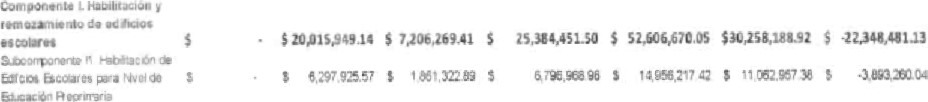 Componente I. Habilitación y
remozamiento de edificios
escolares $ - $ 20,015,949.14 $ 7,206,269.41 $ 25,384,451.50 $ 52,606,670.05 $30,258,188.92 $ -22,348,481.13
Subcomponente I1. Habilitación de
Edificios Escolares para Nivel de $ - $ 6,297,925.57 $ 1,861,322.89 $ 6,796,968.96 $ 14,956,217.42 $ 11,062,957.38 $ -3,893,260.04
Educación Preprimaria